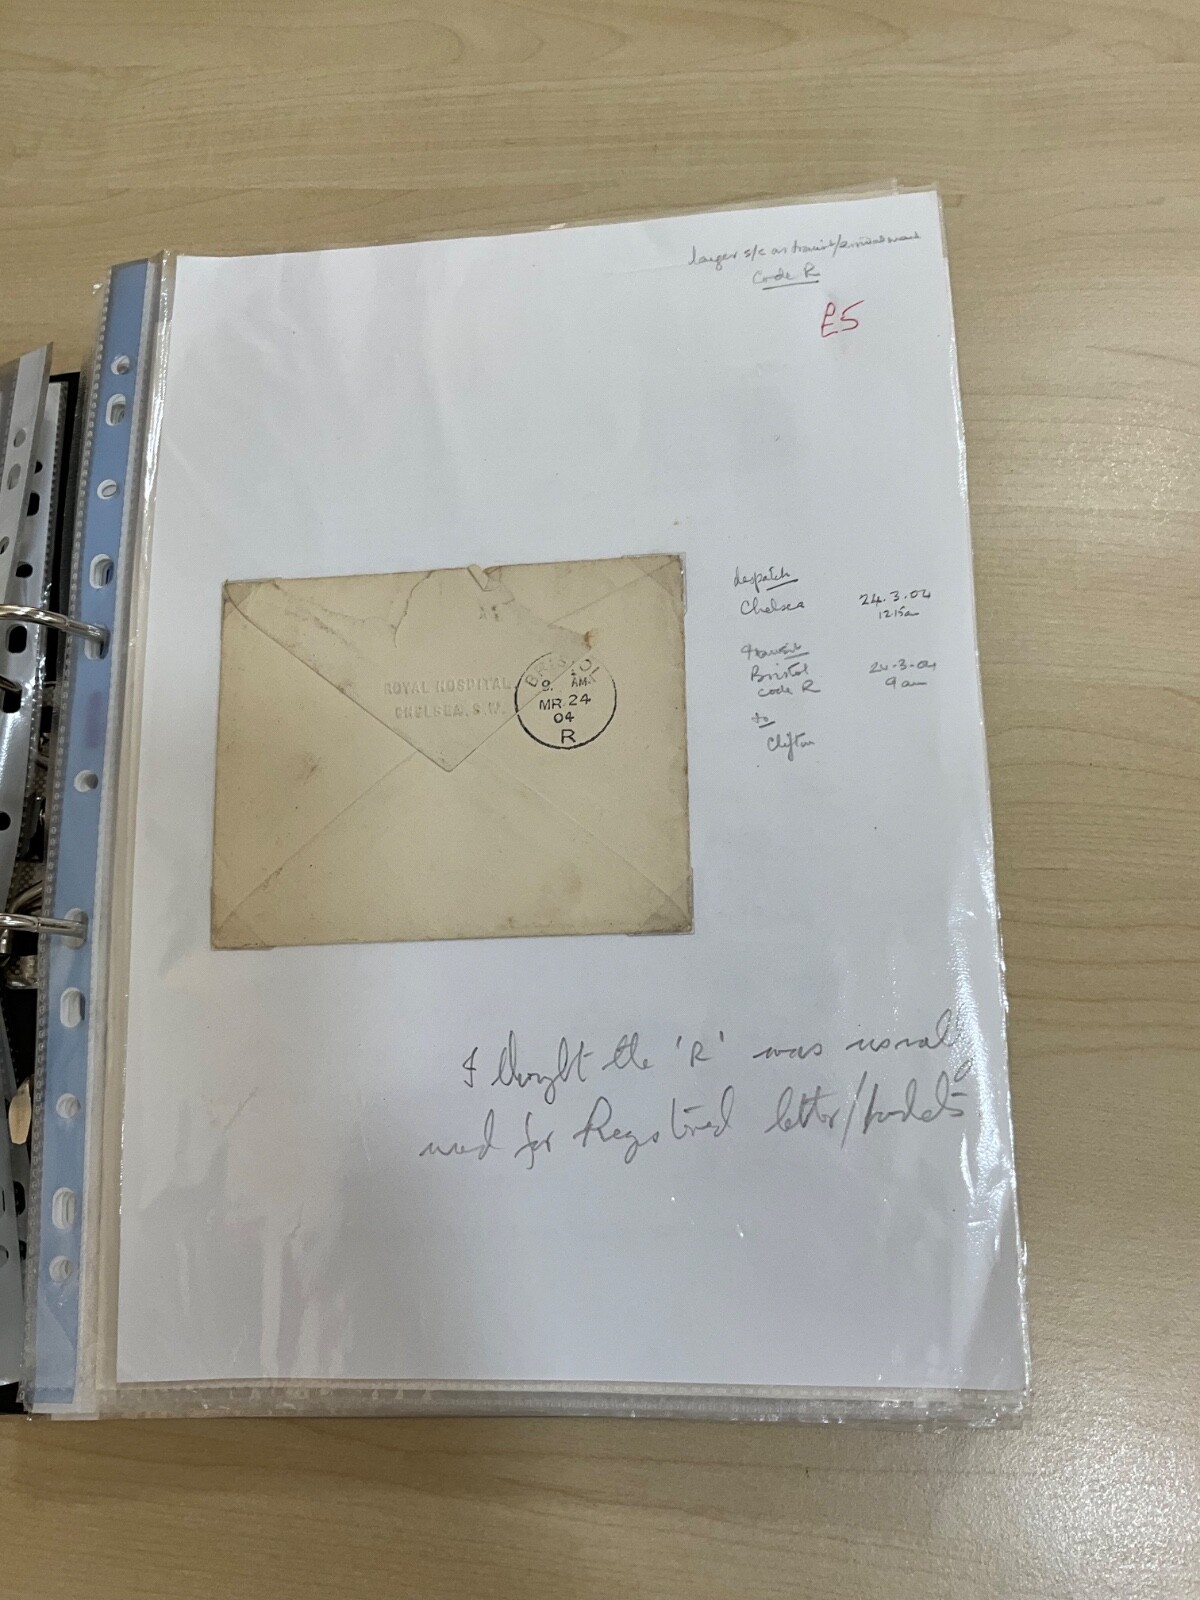 larger s/c as transit/arrival mark
Code R
£5
ROYAL HOSPITAL,
CHELSEA, S.W.
BRISTOL
9. AM.
MR 24
04
R
despatch
Chelsea 24.3.04
12.15am
transit
Bristol 24.3.04
code R 9am
to
Clifton
I thought the 'R' was usual
used for Registered letter/packets